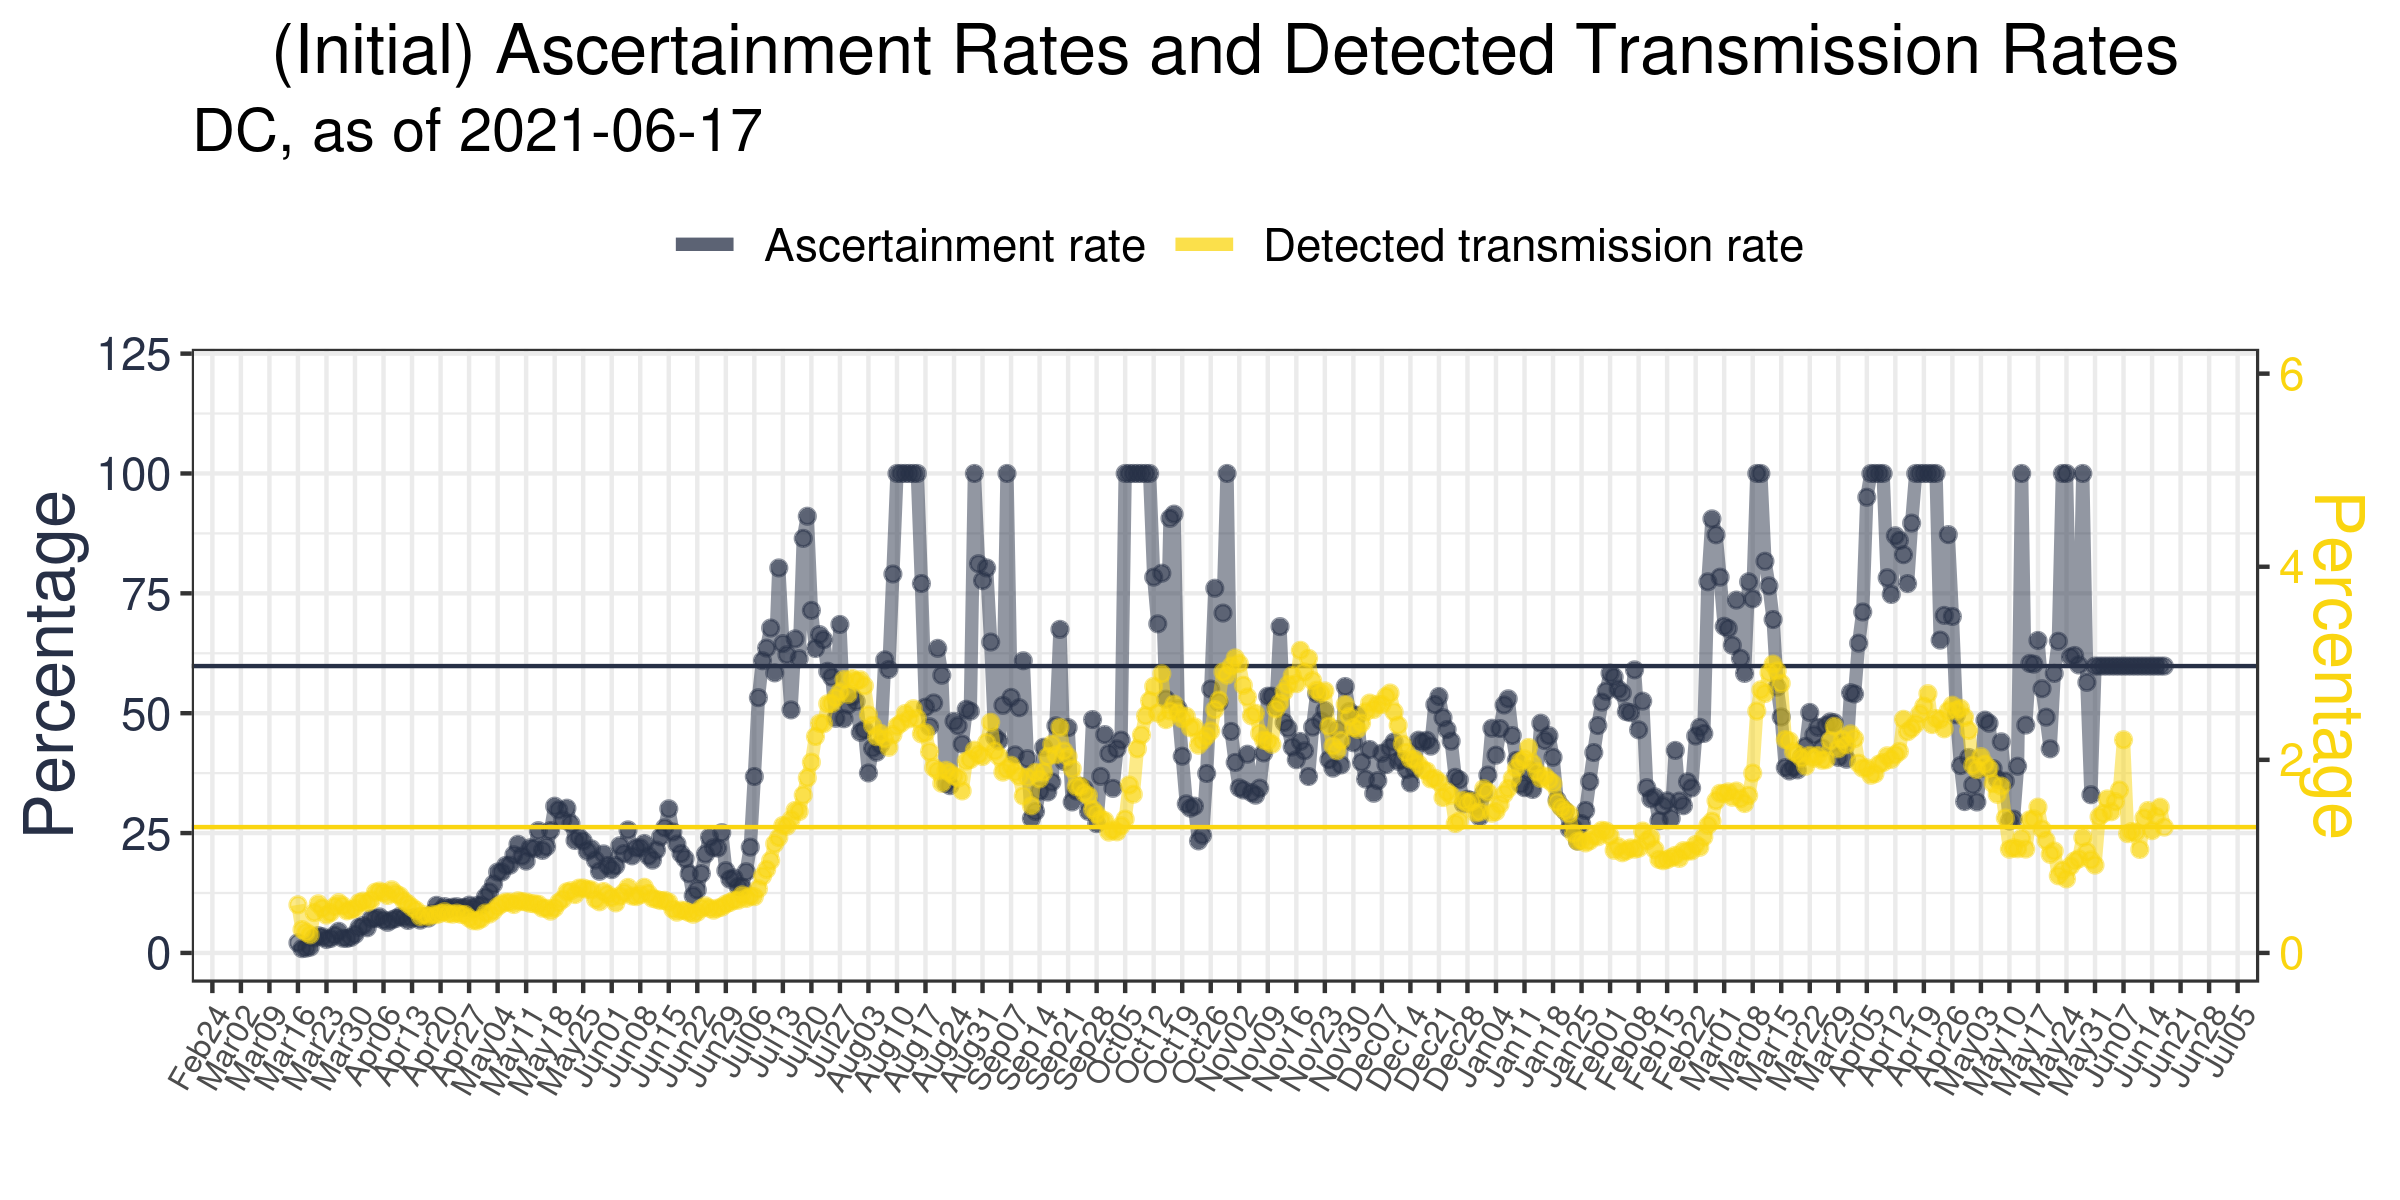 (Initial) Ascertainment Rates and Detected Transmission Rates
DC, as of 2021-06-17
Ascertainment rate
Detected transmission rate
Percentage
125
100
75
50
25
0
6
4
2
0
Percentage
Feb24
Mar02
Mar09
Mar16
Mar23
Mar30
Apr06
Apr13
Apr20
Apr27
May04
May11
May18
May25
Jun01
Jun08
Jun15
Jun22
Jun29
Jul06
Jul13
Jul20
Jul27
Aug03
Aug10
Aug17
Aug24
Aug31
Sep07
Sep14
Sep21
Sep28
Oct05
Oct12
Oct19
Oct26
Nov02
Nov09
Nov16
Nov23
Nov30
Dec07
Dec14
Dec21
Dec28
Jan04
Jan11
Jan18
Jan25
Feb01
Feb08
Feb15
Feb22
Mar01
Mar08
Mar15
Mar22
Mar29
Apr05
Apr12
Apr19
Apr26
May03
May10
May17
May24
May31
Jun07
Jun14
Jun21
Jun28
Jul05